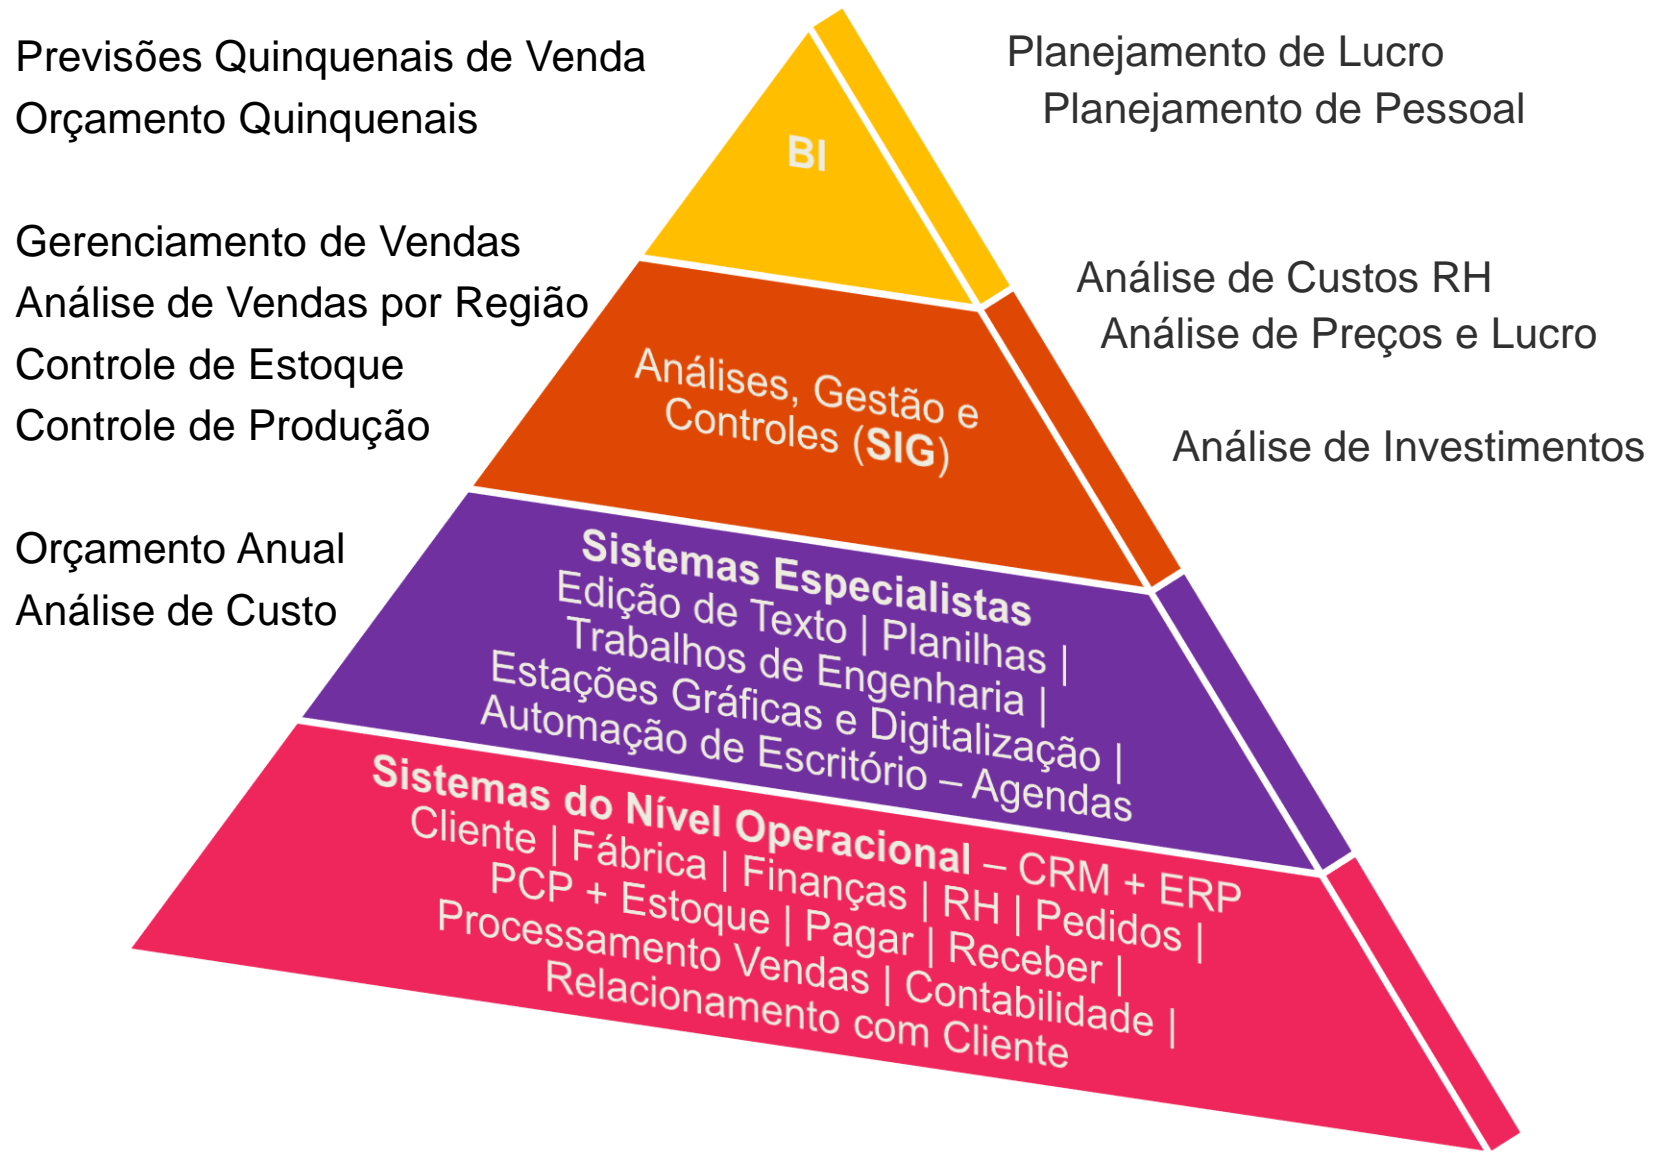 Previsões Quinquenais de Venda
Orçamento Quinquenais
Planejamento de Lucro
Planejamento de Pessoal
BI
Gerenciamento de Vendas
Análise de Vendas por Região
Controle de Estoque
Controle de Produção
Análise de Custos RH
Análise de Preços e Lucro
Análise de Investimentos
Análises, Gestão e
Controles (SIG)
Orçamento Anual
Análise de Custo
Sistemas Especialistas
Edição de Texto | Planilhas |
Trabalhos de Engenharia |
Estações Gráficas e Digitalização |
Automação de Escritório – Agendas
Sistemas do Nível Operacional – CRM + ERP
Cliente | Fábrica | Finanças | RH | Pedidos |
PCP + Estoque | Pagar | Receber |
Processamento Vendas | Contabilidade |
Relacionamento com Cliente